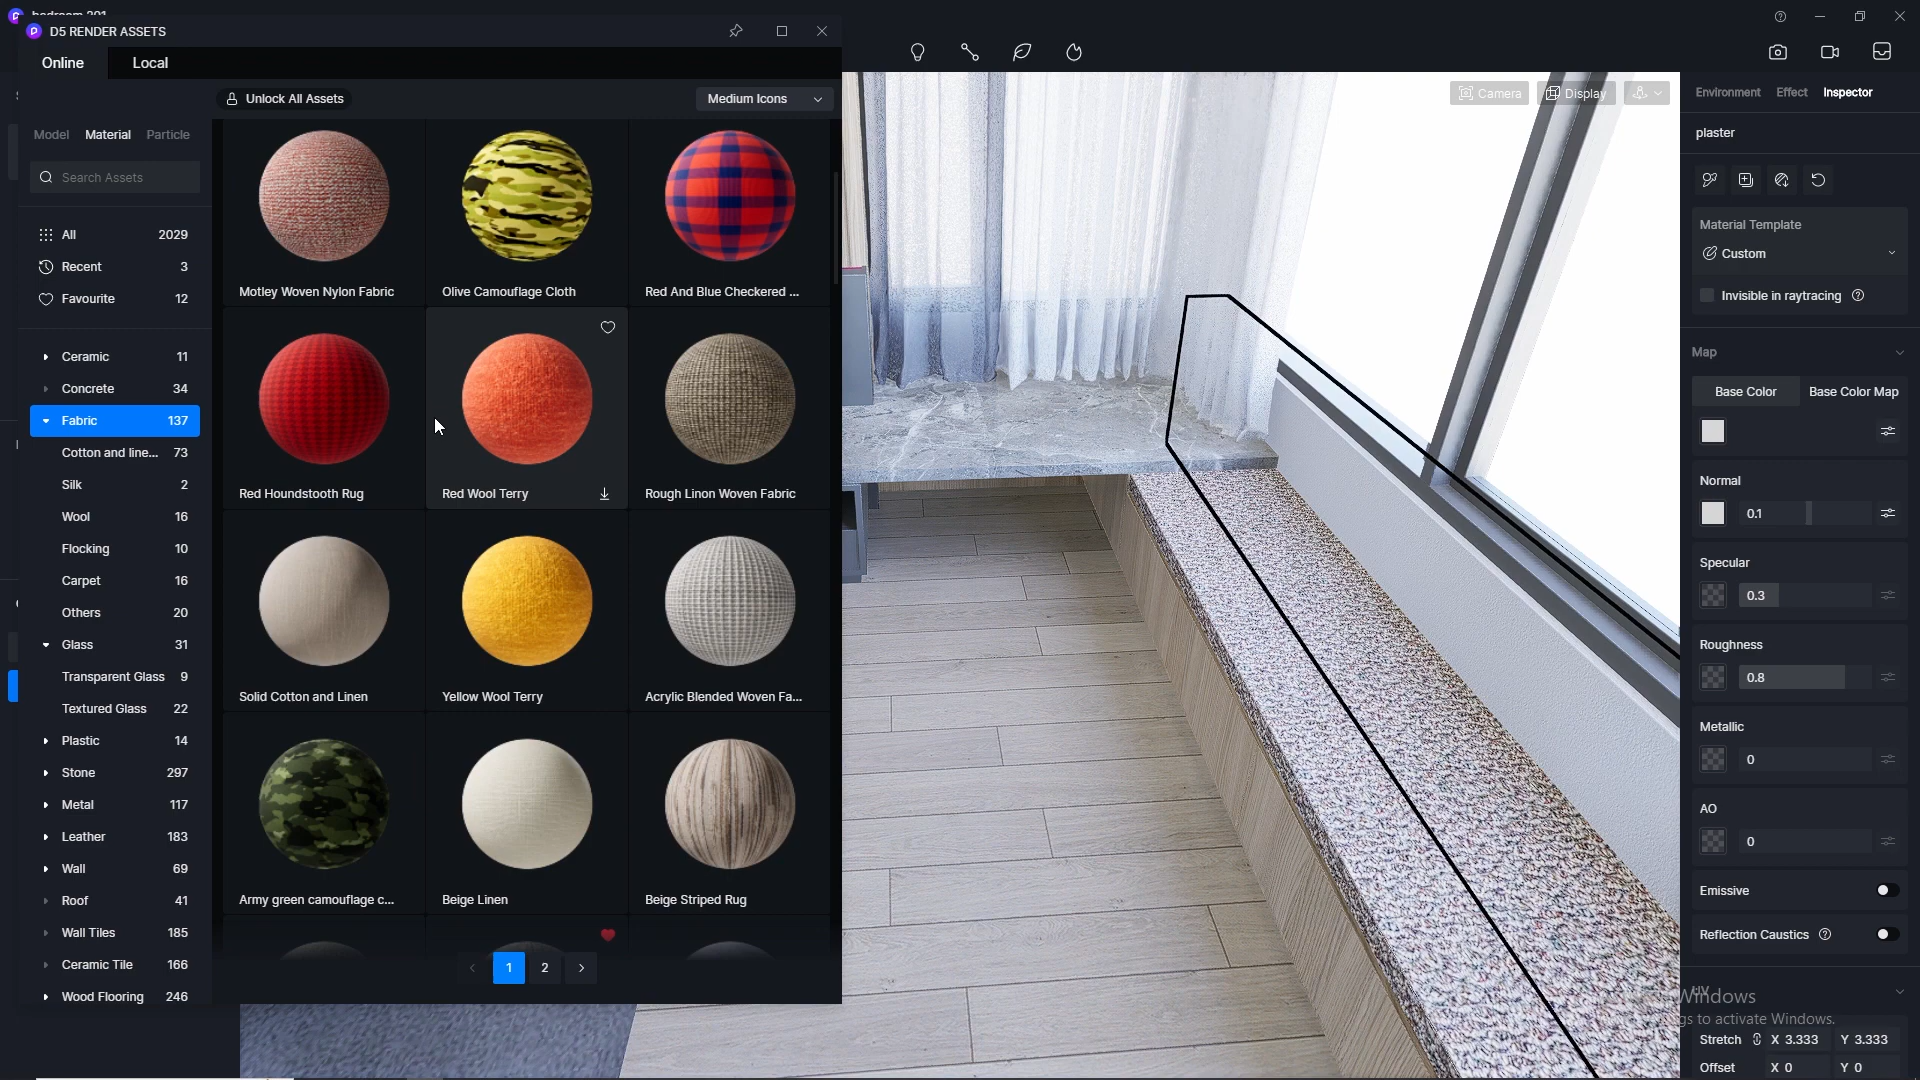 bedroom 201
D5 RENDER ASSETS
Online
Local
Unlock All Assets
Medium Icons
Model
Material
Particle
Search Assets
All 2029
Recent 3
Favourite 12
Ceramic 11
Concrete 34
Fabric 137
Cotton and line... 73
Silk 2
Wool 16
Flocking 10
Carpet 16
Others 20
Glass 31
Transparent Glass 9
Textured Glass 22
Plastic 14
Stone 297
Metal 117
Leather 183
Wall 69
Roof 41
Wall Tiles 185
Ceramic Tile 166
Wood Flooring 246
Motley Woven Nylon Fabric
Olive Camouflage Cloth
Red And Blue Checkered ...
Red Houndstooth Rug
Red Wool Terry
Rough Linon Woven Fabric
Solid Cotton and Linen
Yellow Wool Terry
Acrylic Blended Woven Fa...
Army green camouflage c...
Beige Linen
Beige Striped Rug
1 2
Camera
Display
Environment
Effect
Inspector
plaster
Material Template
Custom
Invisible in raytracing
Map
Base Color
Base Color Map
Normal
0.1
Specular
0.3
Roughness
0.8
Metallic
0
AO
0
Emissive
Reflection Caustics
UV
Windows
gs to activate Windows.
Stretch X 3.333 Y 3.333
Offset X 0 Y 0